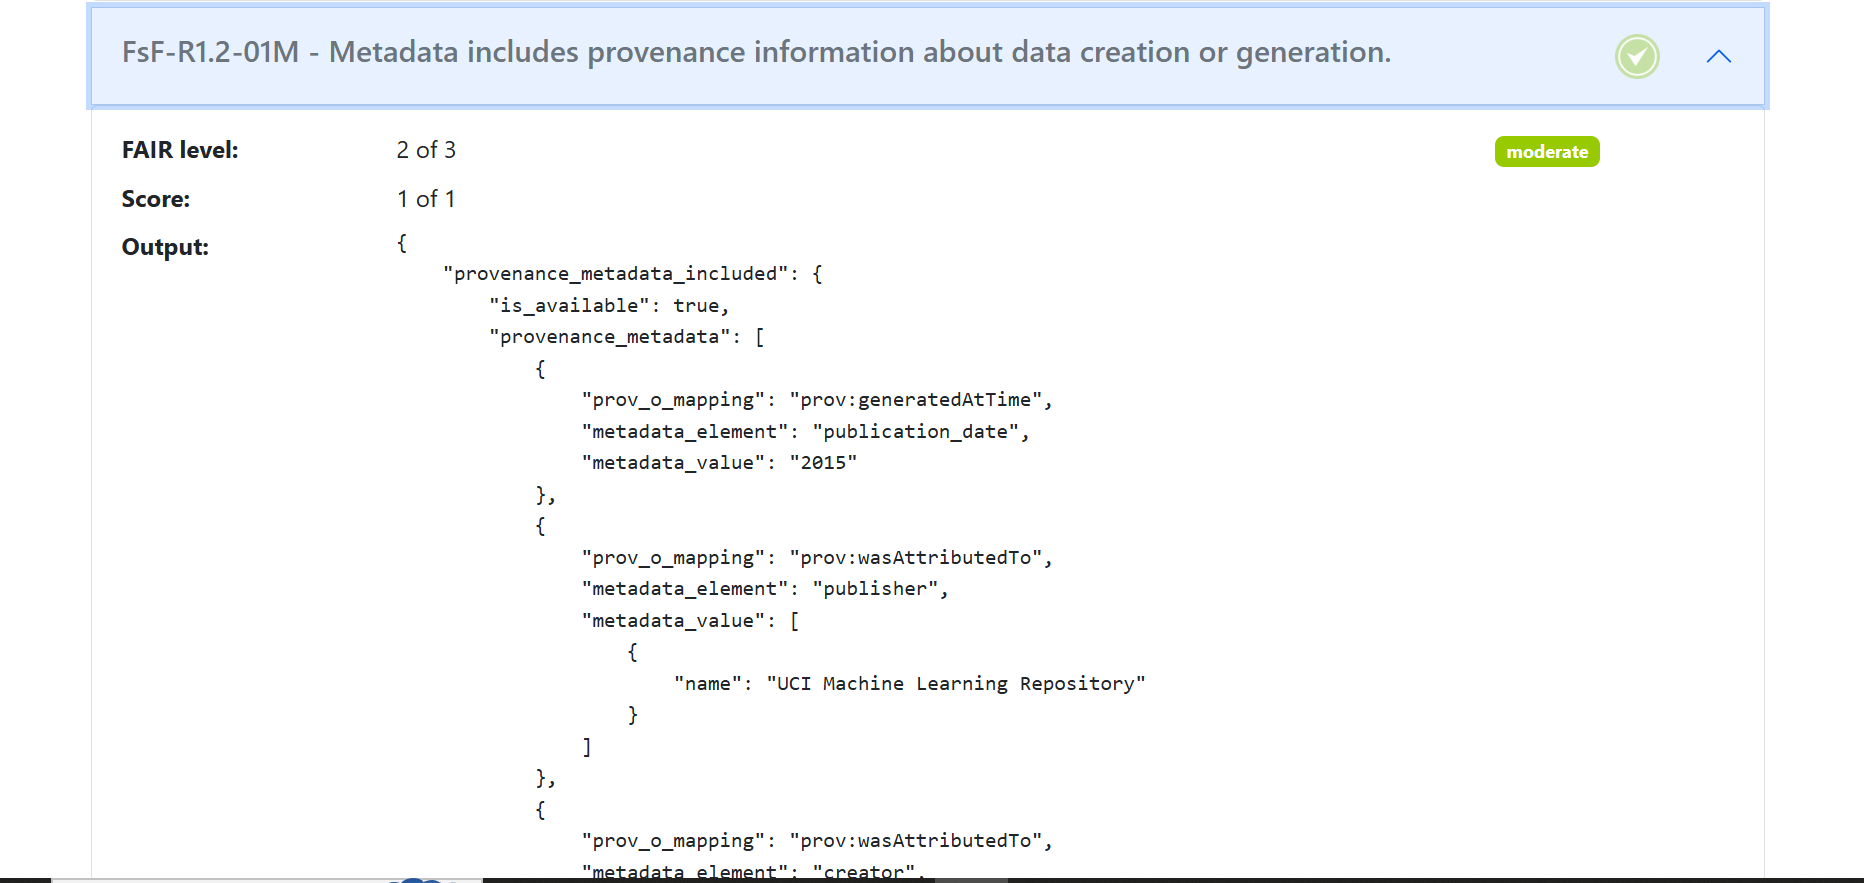 FsF-R1.2-01M - Metadata includes provenance information about data creation or generation.
FAIR level: 2 of 3 moderate
Score: 1 of 1
Output: {
"provenance_metadata_included": {
"is_available": true,
"provenance_metadata": [
{
"prov_o_mapping": "prov:generatedAtTime",
"metadata_element": "publication_date",
"metadata_value": "2015"
},
{
"prov_o_mapping": "prov:wasAttributedTo",
"metadata_element": "publisher",
"metadata_value": [
{
"name": "UCI Machine Learning Repository"
}
]
},
{
"prov_o_mapping": "prov:wasAttributedTo",
"metadata_element": "creator",